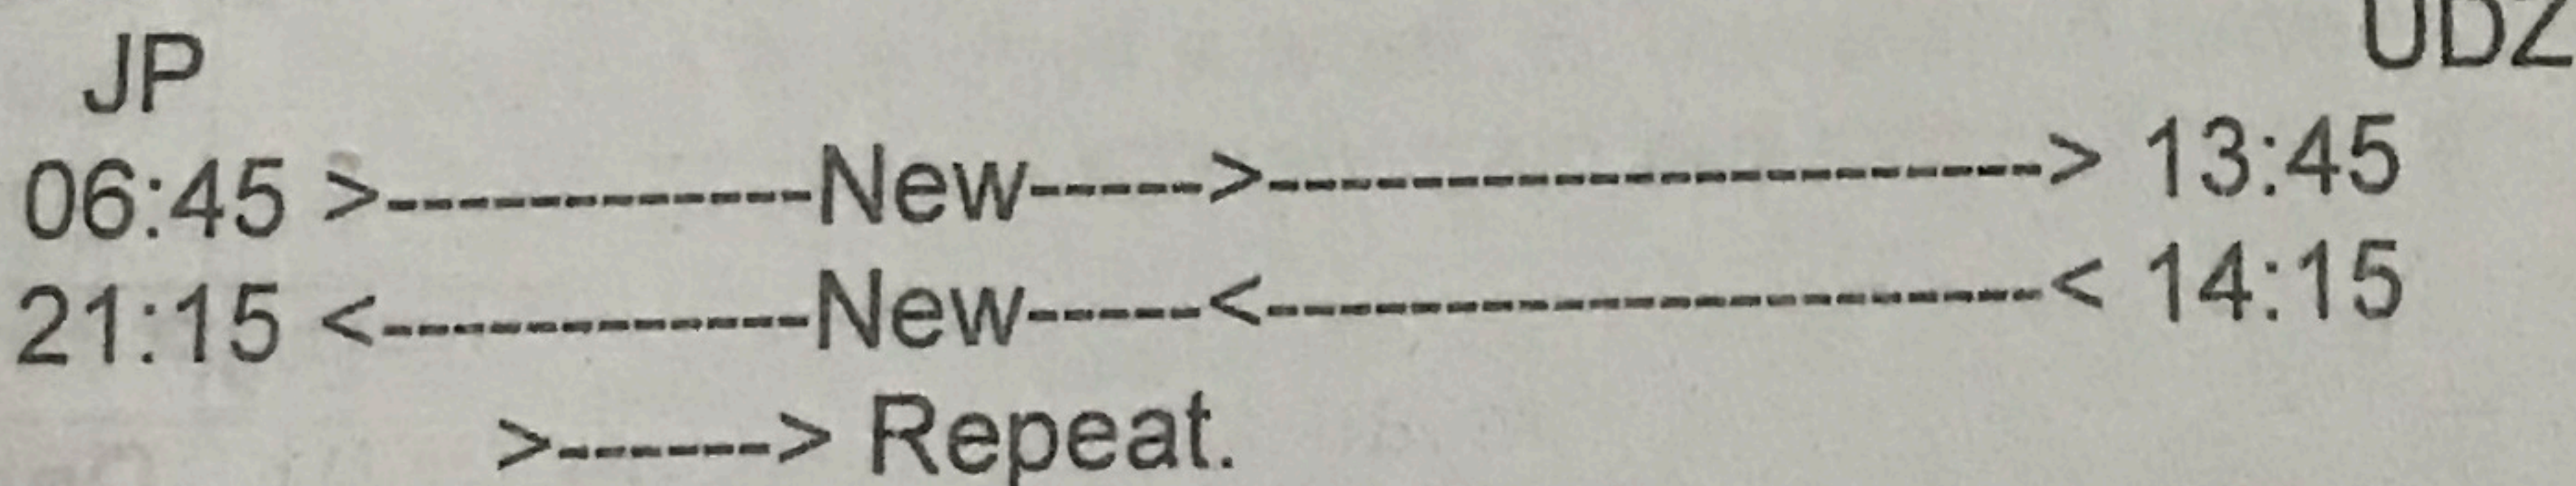 JP UDZ
06:45 >-------------New-----​->------------------------> 13:45
21:15 <-------------New------<------------------------< 14:15
>-------> Repeat.